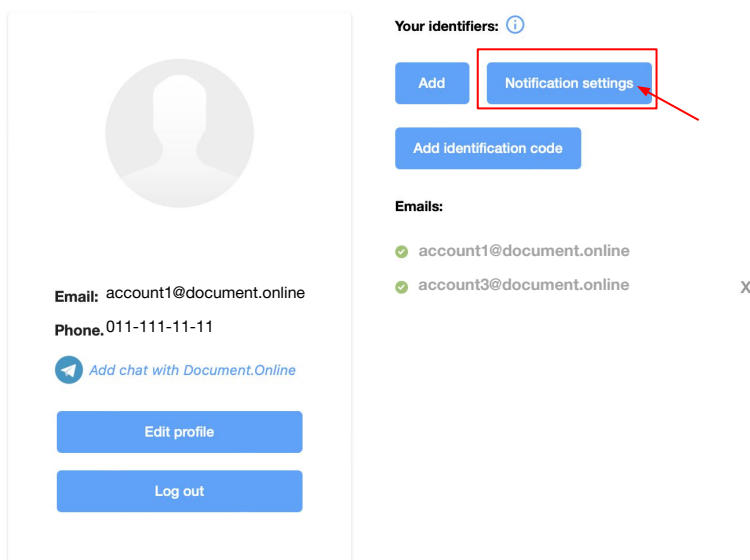 Your identifiers:
Add
Notification settings
Add identification code
Emails:
account1@document.online
account3@document.online
X
Email: account1@document.online
Phone. 011-111-11-11
Add chat with Document.Online
Edit profile
Log out